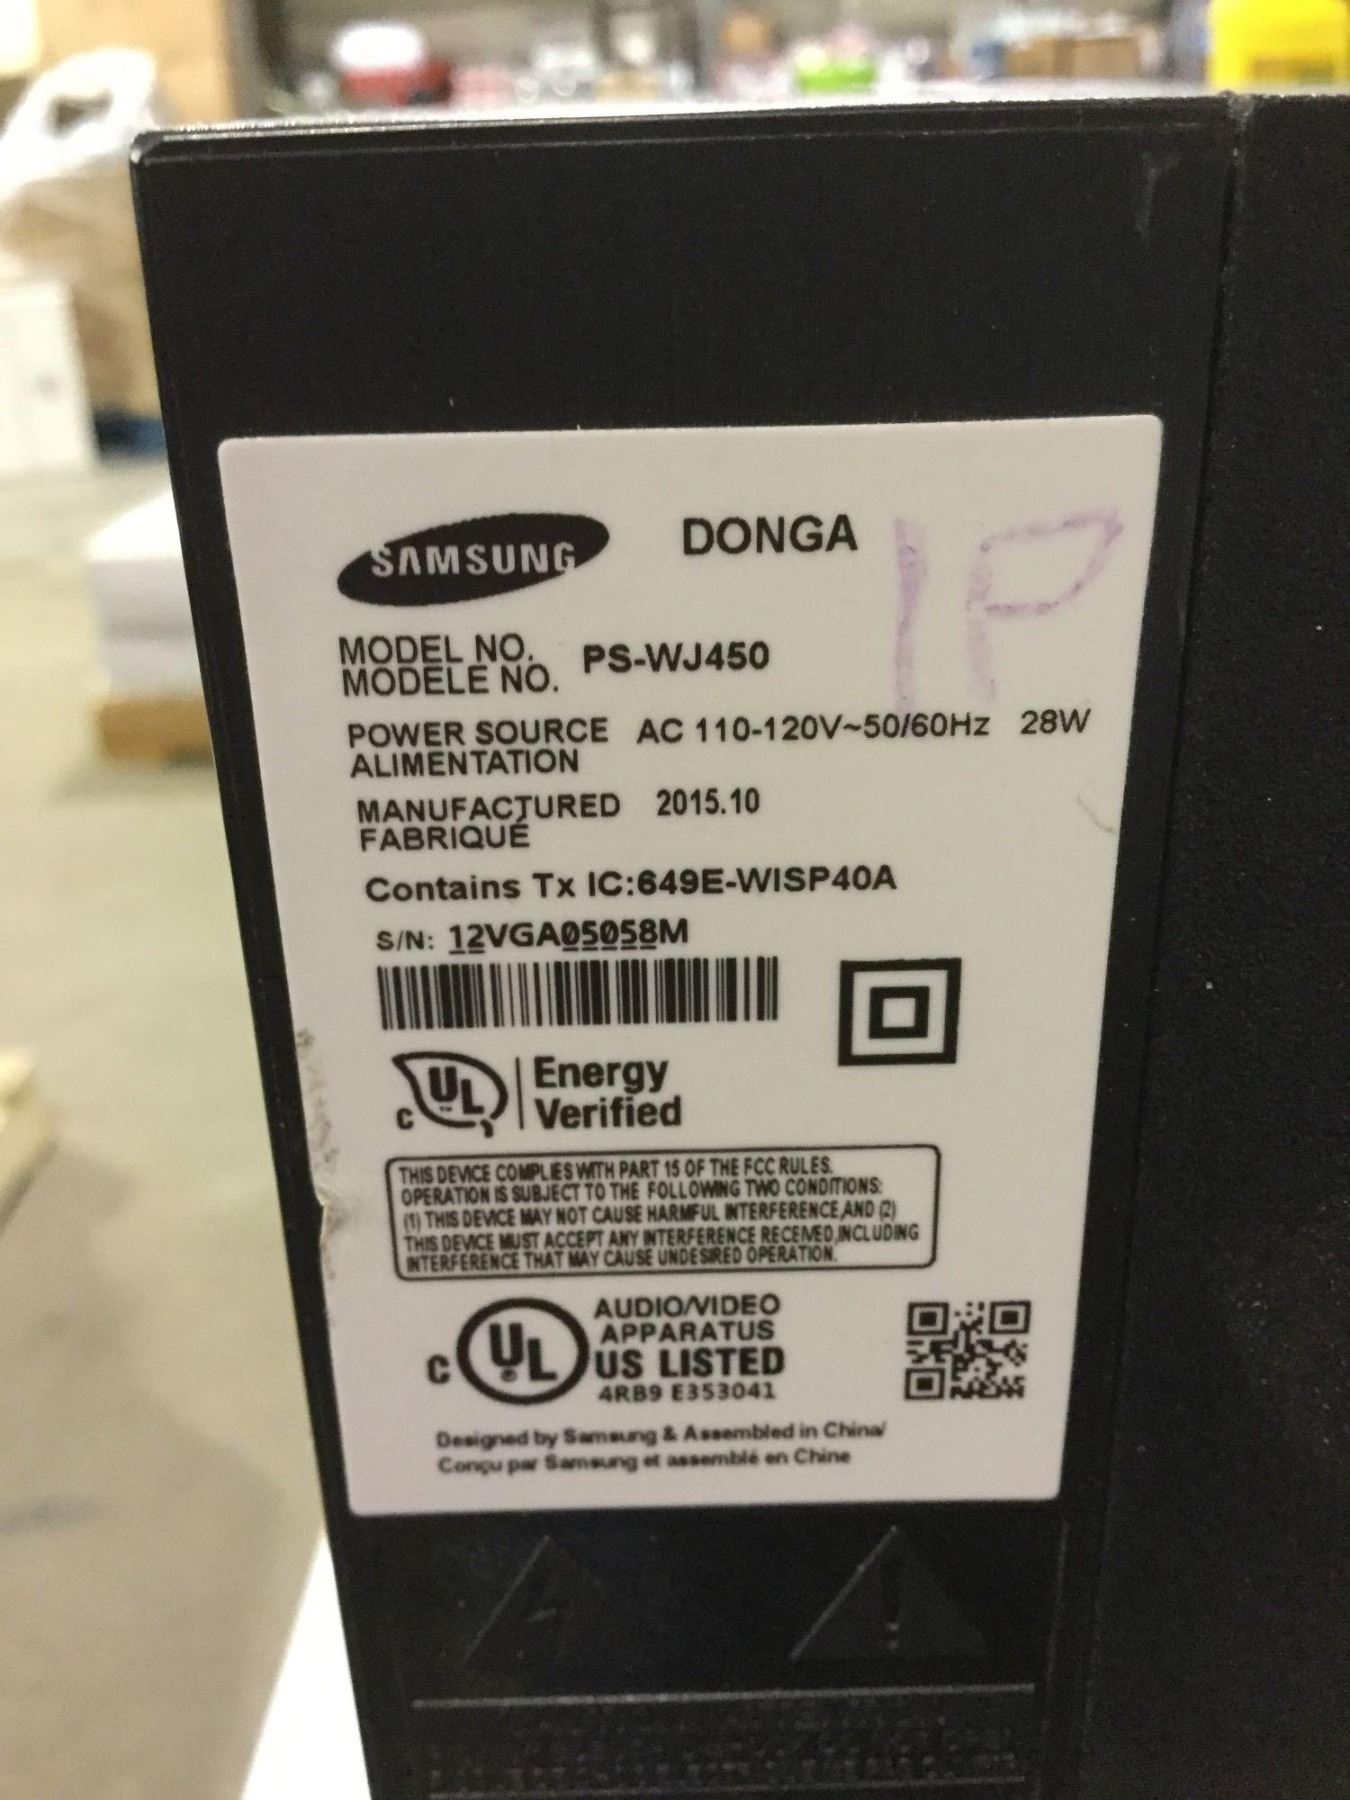 SAMSUNG DONGA
1P
MODEL NO. PS-WJ450
MODELE NO.
POWER SOURCE AC 110-120V~50/60Hz 28W
ALIMENTATION
MANUFACTURED 2015.10
FABRIQUÉ
Contains Tx IC:649E-WISP40A
S/N: 12VGA05058M
C UL Energy
Verified
THIS DEVICE COMPLIES WITH PART 15 OF THE FCC RULES.
OPERATION IS SUBJECT TO THE FOLLOWING TWO CONDITIONS:
(1) THIS DEVICE MAY NOT CAUSE HARMFUL INTERFERENCE,AND (2)
THIS DEVICE MUST ACCEPT ANY INTERFERENCE RECEIVED,INCLUDING
INTERFERENCE THAT MAY CAUSE UNDESIRED OPERATION.
AUDIO/VIDEO
APPARATUS
C UL US LISTED
4RB9 E353041
Designed by Samsung & Assembled in China/
Conçu par Samsung et assemblé en Chine